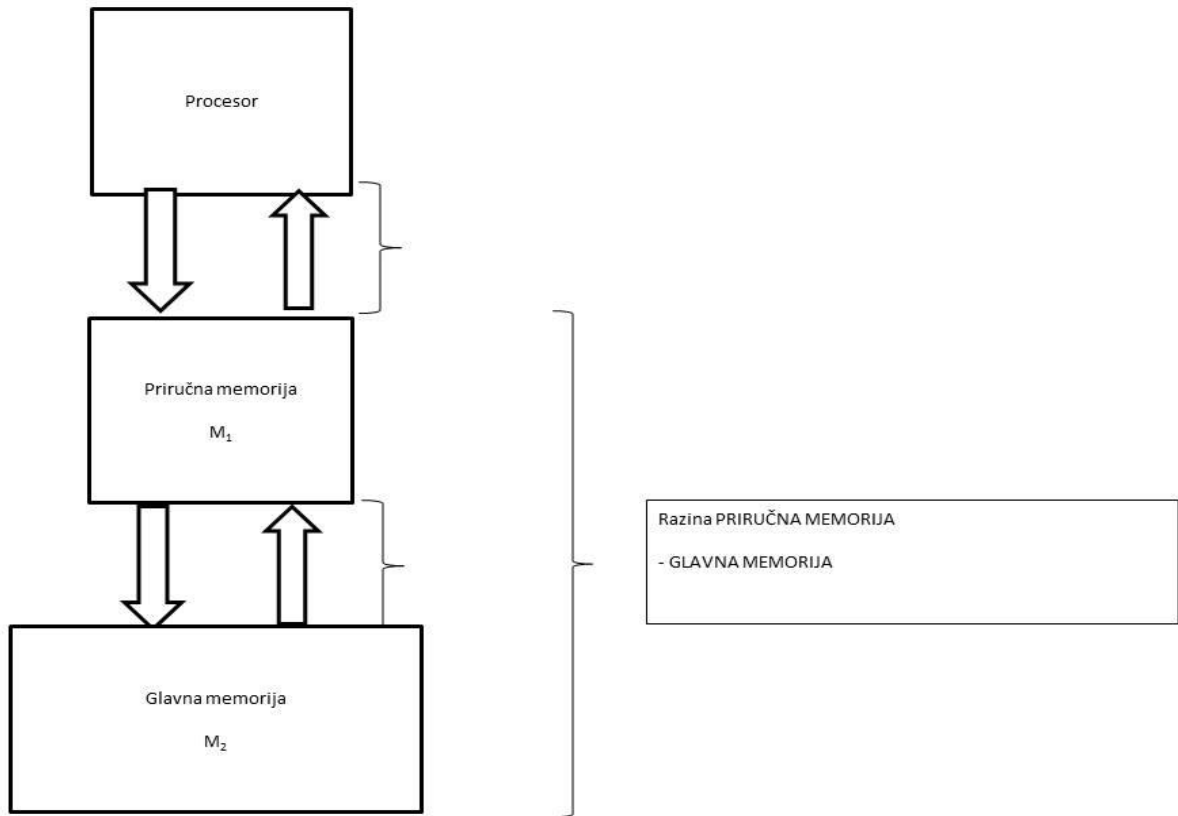 Procesor
Priručna memorija
M₁
Razina PRIRUČNA MEMORIJA
- GLAVNA MEMORIJA
Glavna memorija
M₂